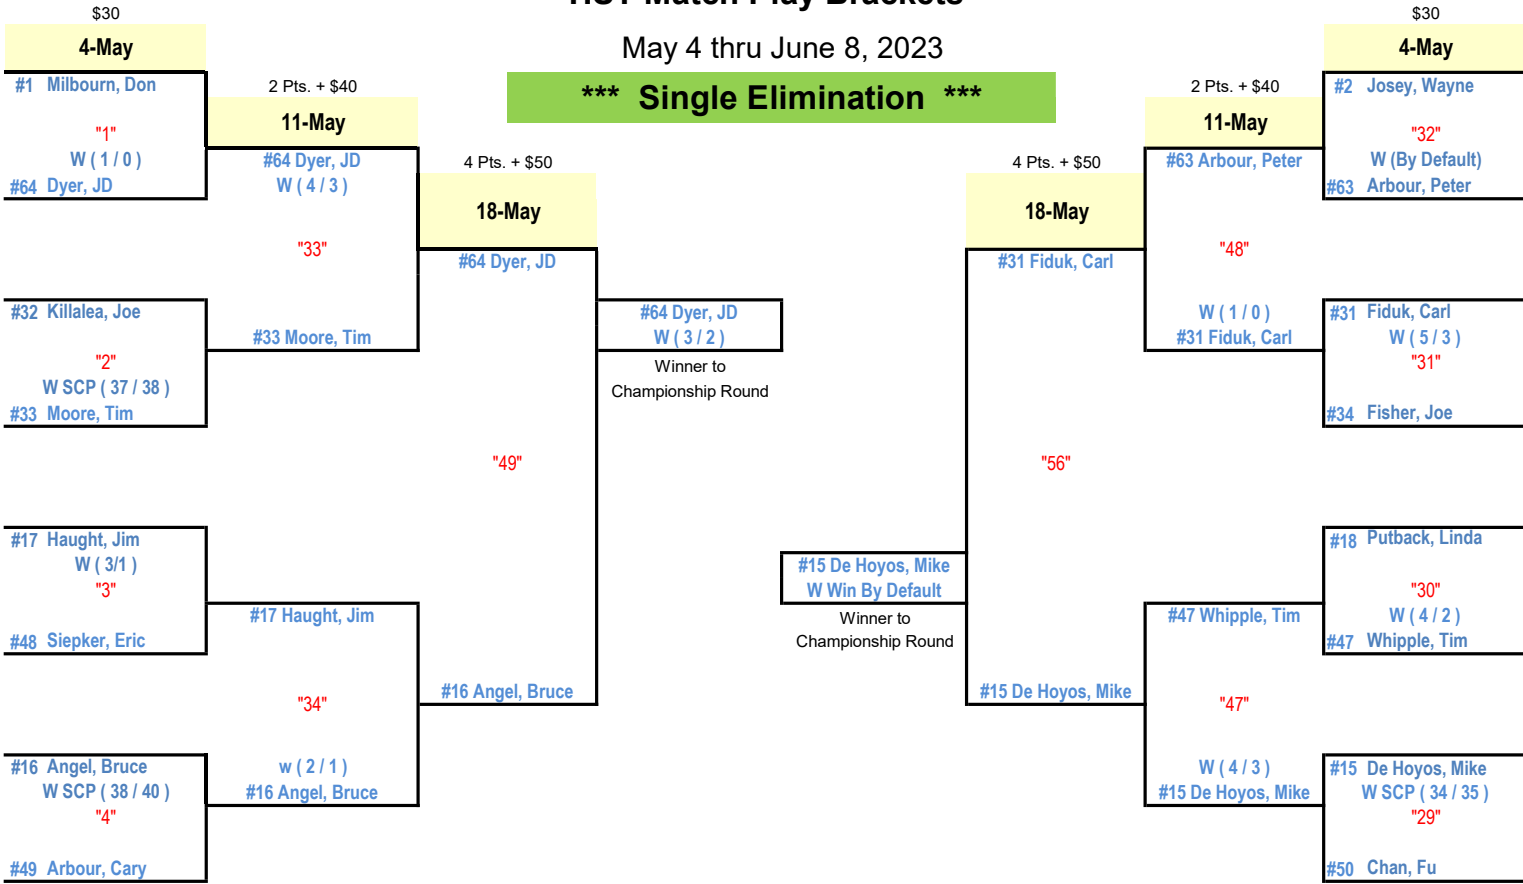 $30
4-May
#1 Milbourn, Don
"1"
W ( 1 / 0 )
#64 Dyer, JD
#32 Killalea, Joe
"2"
W SCP ( 37 / 38 )
#33 Moore, Tim
#17 Haught, Jim
W ( 3/1 )
"3"
#48 Siepker, Eric
#16 Angel, Bruce
W SCP ( 38 / 40 )
"4"
#49 Arbour, Cary
2 Pts. + $40
11-May
#64 Dyer, JD
W ( 4 / 3 )
"33"
#33 Moore, Tim
#17 Haught, Jim
"34"
w ( 2 / 1 )
#16 Angel, Bruce
4 Pts. + $50
18-May
#64 Dyer, JD
"49"
#16 Angel, Bruce
May 4 thru June 8, 2023
*** Single Elimination ***
#64 Dyer, JD
W ( 3 / 2 )
Winner to
Championship Round
#15 De Hoyos, Mike
W Win By Default
Winner to
Championship Round
4 Pts. + $50
18-May
#31 Fiduk, Carl
"56"
#15 De Hoyos, Mike
2 Pts. + $40
11-May
#63 Arbour, Peter
"48"
W ( 1 / 0 )
#31 Fiduk, Carl
#47 Whipple, Tim
"47"
W ( 4 / 3 )
#15 De Hoyos, Mike
$30
4-May
#2 Josey, Wayne
"32"
W (By Default)
#63 Arbour, Peter
#31 Fiduk, Carl
W ( 5 / 3 )
"31"
#34 Fisher, Joe
#18 Putback, Linda
"30"
W ( 4 / 2 )
#47 Whipple, Tim
#15 De Hoyos, Mike
W SCP ( 34 / 35 )
"29"
#50 Chan, Fu